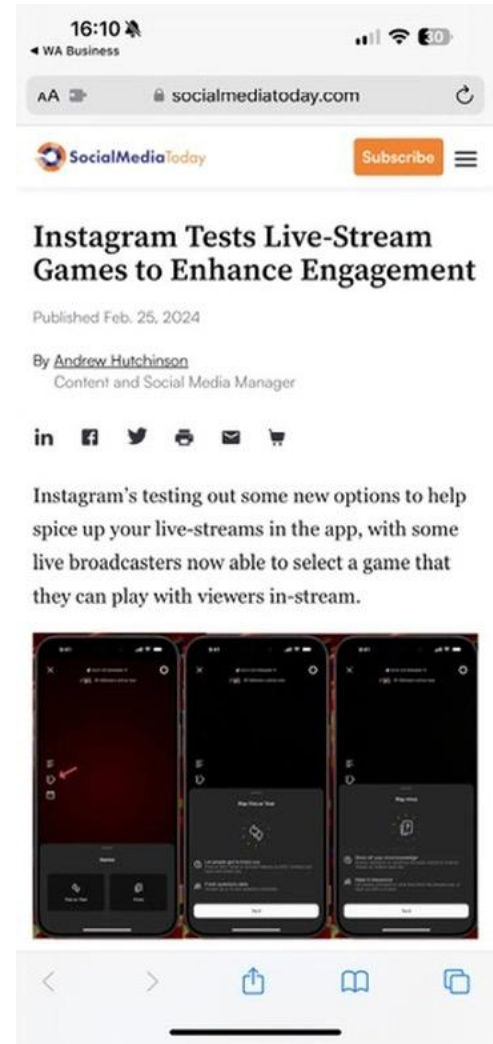 16:10
30
WA Business
AA
socialmediatoday.com
SocialMediaToday
Subscribe
Instagram Tests Live-Stream
Games to Enhance Engagement
Published Feb. 25, 2024
By Andrew Hutchinson
Content and Social Media Manager
in
Instagram's testing out some new options to help
spice up your live-streams in the app, with some
live broadcasters now able to select a game that
they can play with viewers in-stream.